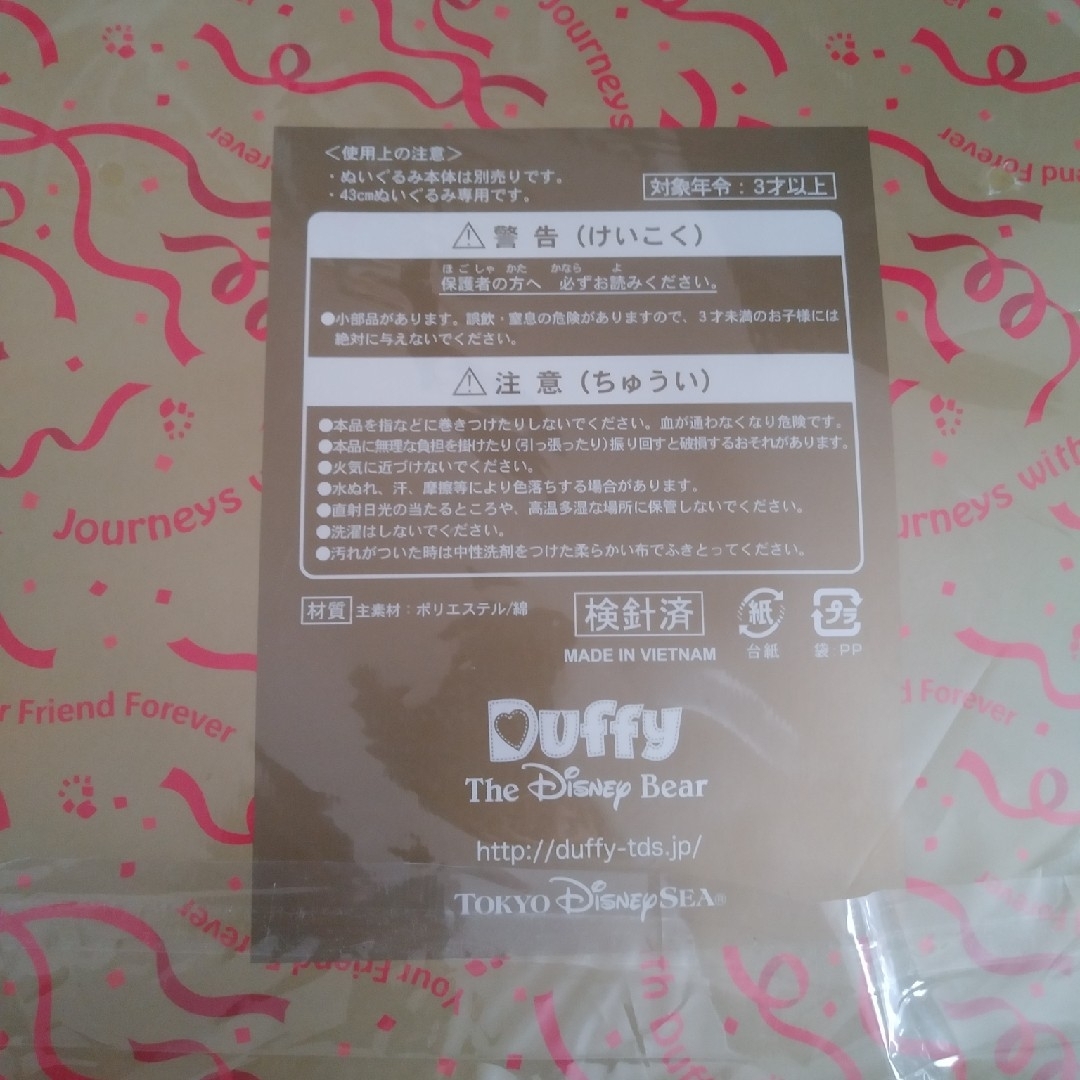 Journeys
Forever
Friend Forever
＜使用上の注意＞
・ぬいぐるみ本体は別売りです。
・43cmぬいぐるみ専用です。
対象年令：3才以上
⚠警告（けいこく）
ほごしゃ かた かなら よ
保護者の方へ 必ずお読みください。
●小部品があります。誤飲・窒息の危険がありますので、3才未満のお子様には
絶対に与えないでください。
⚠注意（ちゅうい）
●本品を指などに巻きつけたりしないでください。血が通わなくなり危険です。
●本品に無理な負担を掛けたり（引っ張ったり）振り回すと破損するおそれがあります。
●火気に近づけないでください。
●水ぬれ、汗、摩擦等により色落ちする場合があります。
●直射日光の当たるところや、高温多湿な場所に保管しないでください。
●洗濯はしないでください。
●汚れがついた時は中性洗剤をつけた柔らかい布でふきとってください。
Journeys w
rneys with
材質 主素材：ポリエステル/綿
検針済
MADE IN VIETNAM
紙
台紙
プラ
袋：PP
r Friend Forever
d Forever
Duffy
The Disney Bear
http://duffy-tds.jp/
TOKYO DISNEYSEA®
Your Friend Forever
th Duff